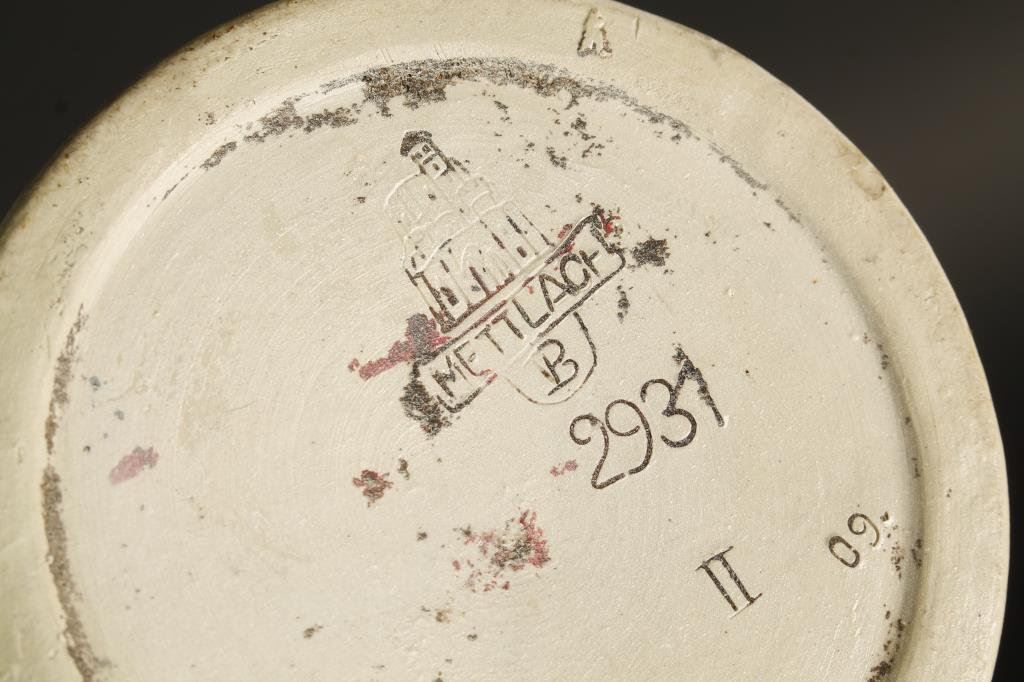 METTLACH
B
2931
II
09.